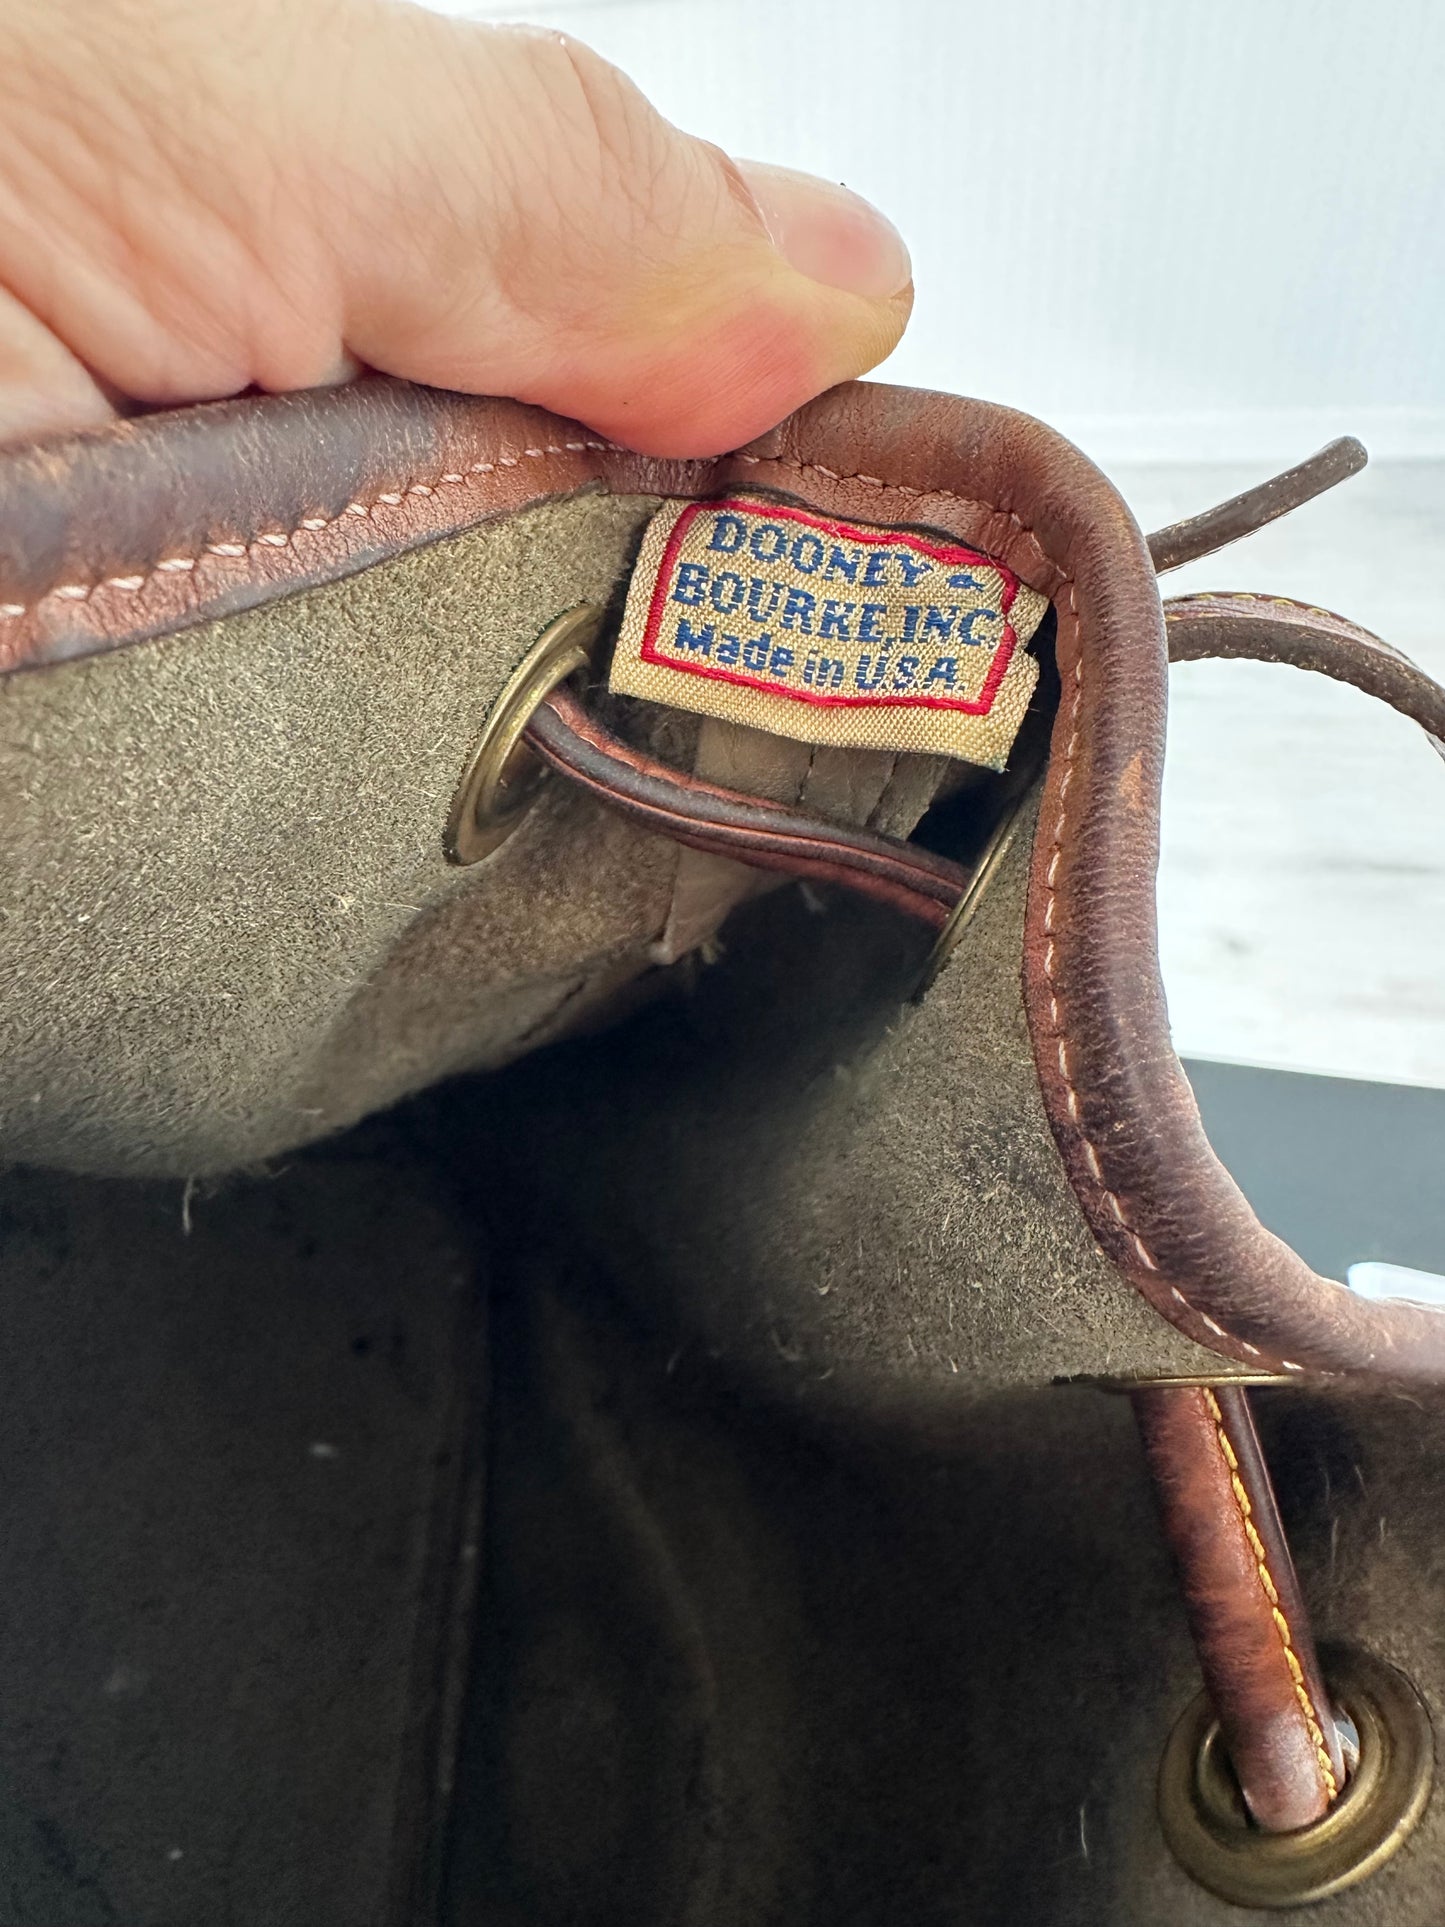 DOONEY &
BOURKE, INC.
Made in U.S.A.